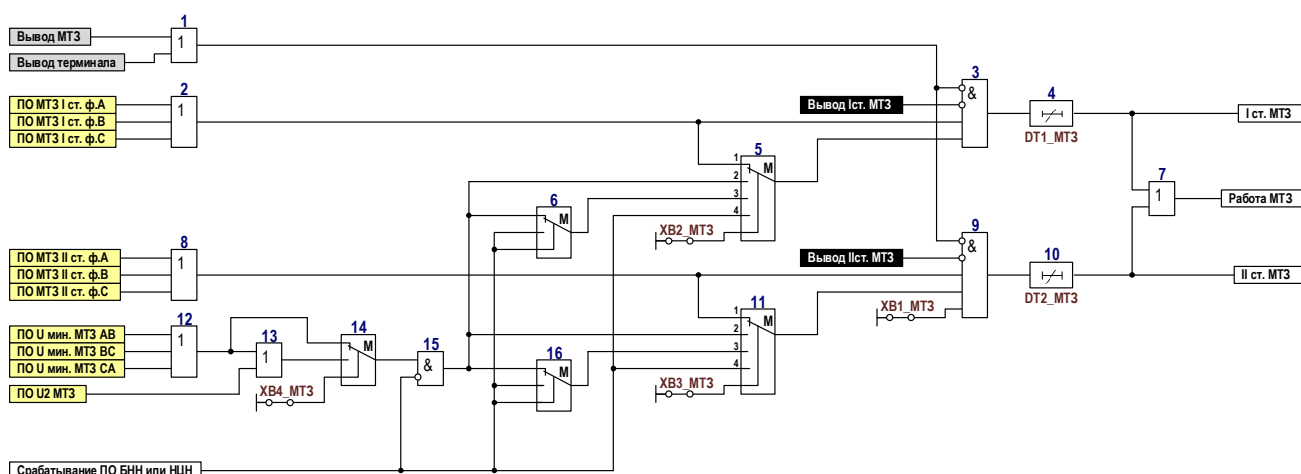 1
Вывод МТЗ
1
Вывод терминала
2
3
4
ПО МТЗ I ст. ф.А
1
Вывод Iст. МТЗ
&
I ст. МТЗ
ПО МТЗ I ст. ф.В
ПО МТЗ I ст. ф.С
DT1_МТЗ
5
1
М
2
3
4
7
1
Работа МТЗ
6
М
XB2_МТЗ
8
9
ПО МТЗ II ст. ф.А
1
Вывод IIст. МТЗ
&
10
ПО МТЗ II ст. ф.В
II ст. МТЗ
ПО МТЗ II ст. ф.С
DT2_МТЗ
11
1
М
2
3
4
XB1_МТЗ
12
ПО U мин. МТЗ АВ
1
13
14
15
16
ПО U мин. МТЗ ВС
1
М
&
М
ПО U мин. МТЗ СА
ПО U2 МТЗ
XB4_МТЗ
XB3_МТЗ
Срабатывание ПО БНН или НЦН